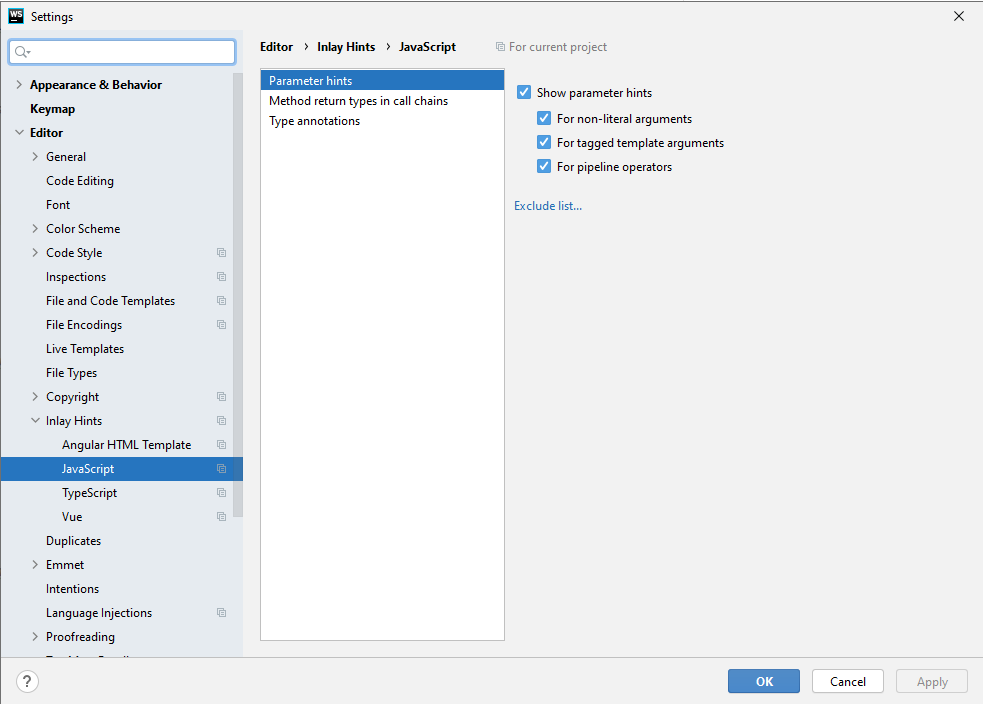 WS
Settings
Appearance & Behavior
Keymap
Editor
General
Code Editing
Font
Color Scheme
Code Style
Inspections
File and Code Templates
File Encodings
Live Templates
File Types
Copyright
Inlay Hints
Angular HTML Template
JavaScript
TypeScript
Vue
Duplicates
Emmet
Intentions
Language Injections
Proofreading
Editor › Inlay Hints › JavaScript For current project
Parameter hints
Method return types in call chains
Type annotations
Show parameter hints
For non-literal arguments
For tagged template arguments
For pipeline operators
Exclude list...
?
OK
Cancel
Apply